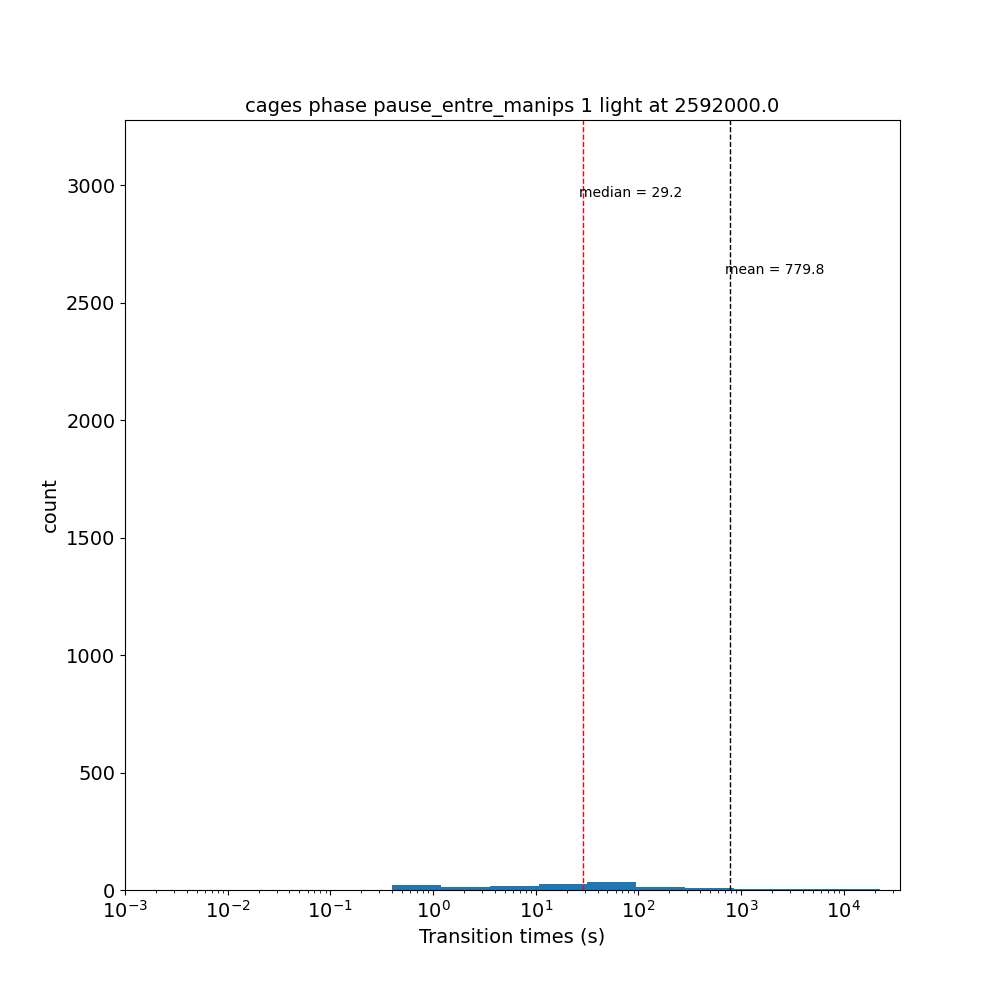 cages phase pause_entre_manips 1 light at 2592000.0
3000
median = 29.2
mean = 779.8
2500
2000
count
1500
1000
500
0
10⁻³ 10⁻² 10⁻¹ 10⁰ 10¹ 10² 10³ 10⁴
Transition times (s)